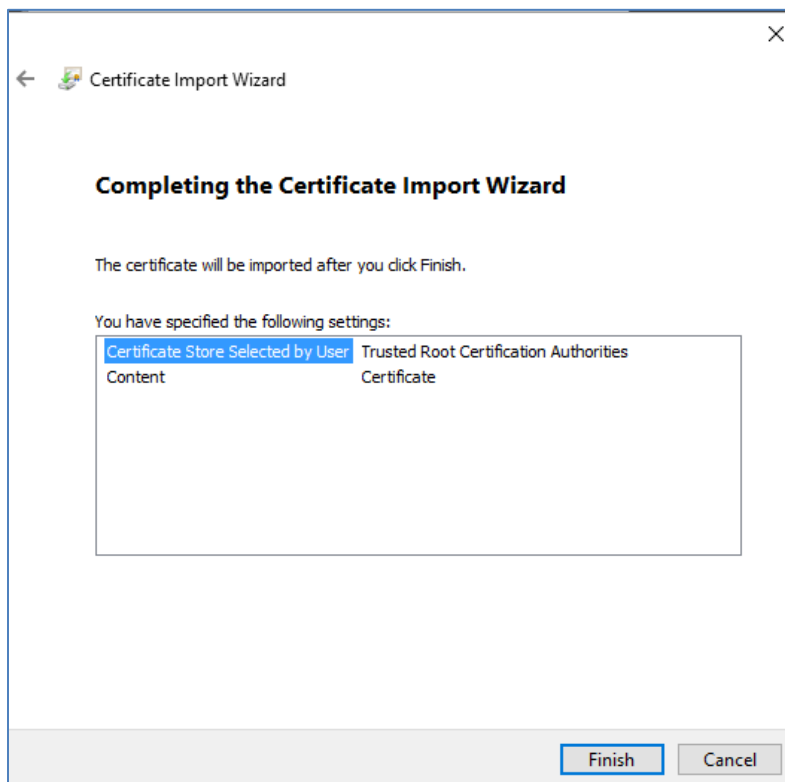 Certificate Import Wizard
Completing the Certificate Import Wizard
The certificate will be imported after you click Finish.
You have specified the following settings:
Certificate Store Selected by User Trusted Root Certification Authorities
Content Certificate
Finish Cancel